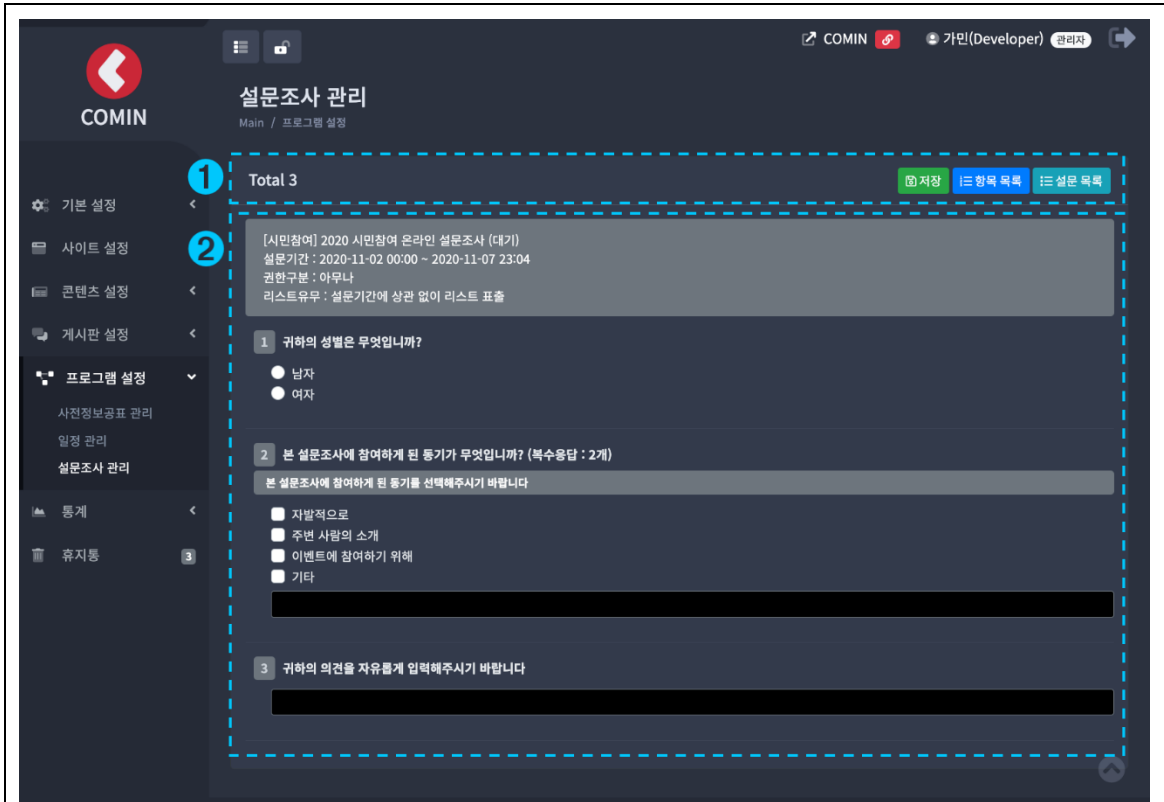 COMIN
가민(Developer) 관리자
COMIN
설문조사 관리
Main / 프로그램 설정
1
Total 3
저장
항목 목록
설문 목록
기본 설정
사이트 설정
콘텐츠 설정
게시판 설정
프로그램 설정
사전정보공표 관리
일정 관리
설문조사 관리
통계
휴지통 3
2
[시민참여] 2020 시민참여 온라인 설문조사 (대기)
설문기간 : 2020-11-02 00:00 ~ 2020-11-07 23:04
권한구분 : 아무나
리스트유무 : 설문기간에 상관 없이 리스트 표출
1 귀하의 성별은 무엇입니까?
남자
여자
2 본 설문조사에 참여하게 된 동기가 무엇입니까? (복수응답 : 2개)
본 설문조사에 참여하게 된 동기를 선택해주시기 바랍니다
자발적으로
주변 사람의 소개
이벤트에 참여하기 위해
기타
3 귀하의 의견을 자유롭게 입력해주시기 바랍니다